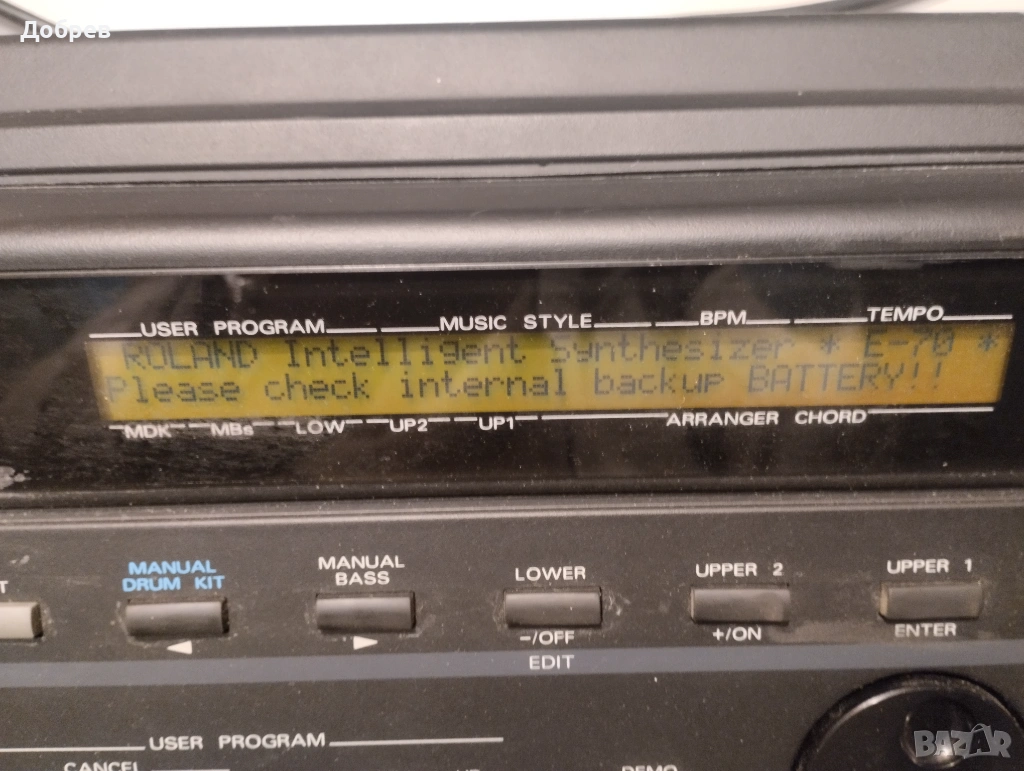 Добрев
USER PROGRAM MUSIC STYLE BPM TEMPO
ROLAND Intelligent Synthesizer * E-70 *
Please check internal backup BATTERY!!
MDK MBs LOW UP2 UP1 ARRANGER CHORD
MANUAL DRUM KIT
MANUAL BASS
LOWER
UPPER 2
UPPER 1
-/OFF
+/ON
ENTER
EDIT
USER PROGRAM
CANCEL
DEMO
BAZAR